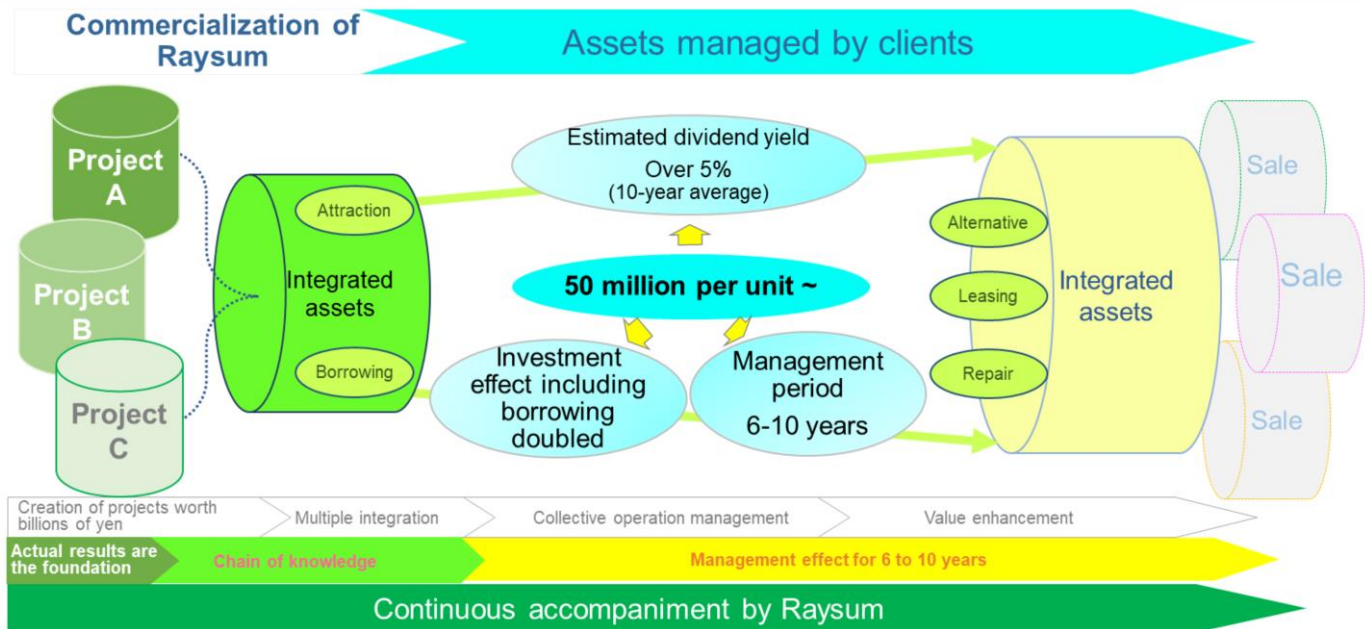 Commercialization of
Raysum
Assets managed by clients
Project
A
Project
B
Project
C
Attraction
Integrated
assets
Borrowing
Estimated dividend yield
Over 5%
(10-year average)
50 million per unit ~
Investment
effect including
borrowing
doubled
Management
period
6-10 years
Alternative
Leasing
Repair
Integrated
assets
Sale
Sale
Sale
Creation of projects worth
billions of yen
Multiple integration
Collective operation management
Value enhancement
Actual results are
the foundation
Chain of knowledge
Management effect for 6 to 10 years
Continuous accompaniment by Raysum